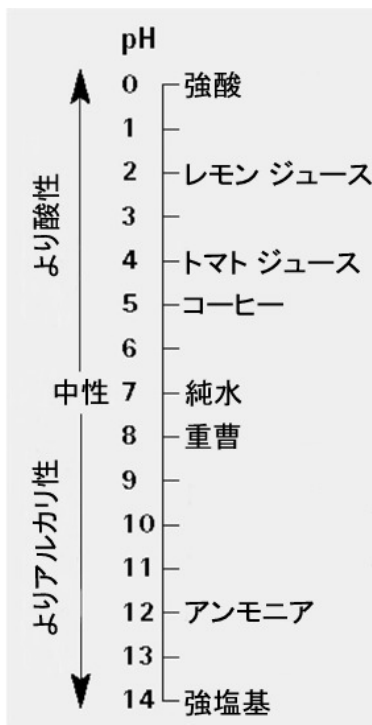 pH
0 強酸
1
2 レモン ジュース
3
4 トマト ジュース
5 コーヒー
6
中性 7 純水
8 重曹
9
10
11
12 アンモニア
13
14 強塩基
より酸性
よりアルカリ性